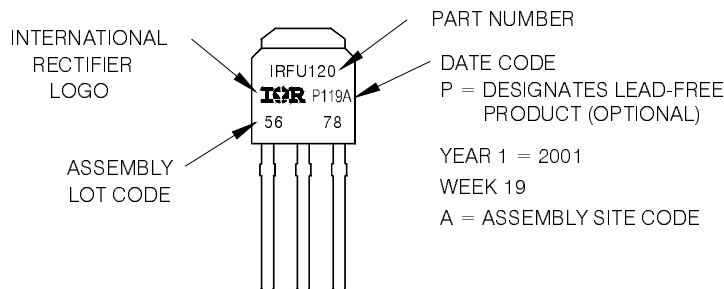 INTERNATIONAL
RECTIFIER
LOGO
ASSEMBLY
LOT CODE
IRFU120
IOR P119A
56 78
PART NUMBER
DATE CODE
P = DESIGNATES LEAD-FREE
PRODUCT (OPTIONAL)
YEAR 1 = 2001
WEEK 19
A = ASSEMBLY SITE CODE